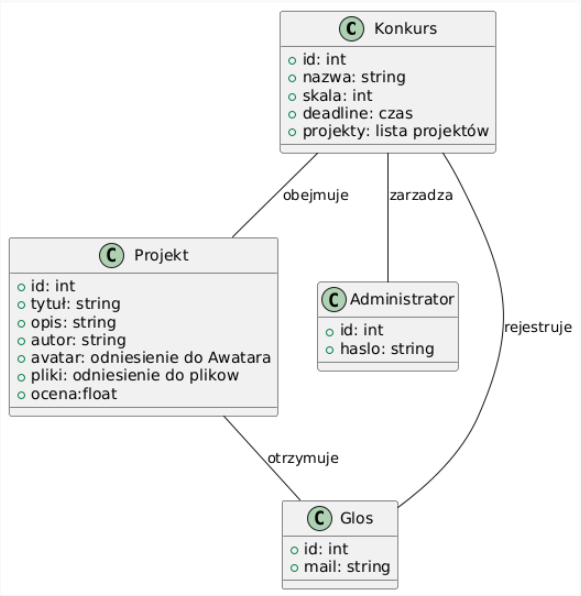 C Konkurs
id: int
nazwa: string
skala: int
deadline: czas
projekty: lista projektów
obejmuje
zarzadza
rejestruje
C Projekt
id: int
tytuł: string
opis: string
autor: string
avatar: odniesienie do Awatara
pliki: odniesienie do plikow
ocena:float
C Administrator
id: int
haslo: string
otrzymuje
C Glos
id: int
mail: string